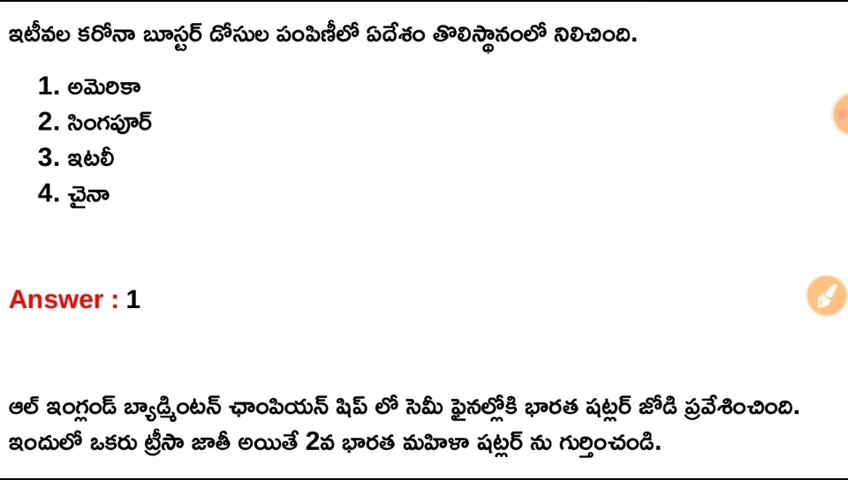 ఇటీవల కరోనా బూస్టర్ డోసుల పంపిణీలో ఏదేశం తొలిస్థానంలో నిలిచింది.
1. అమెరికా
2. సింగపూర్
3. ఇటలీ
4. చైనా
Answer : 1
ఆల్ ఇంగ్లండ్ బ్యాడ్మింటన్ ఛాంపియన్ షిప్ లో సెమీ ఫైనల్లోకి భారత షట్లర్ జోడి ప్రవేశించింది.
ఇందులో ఒకరు ట్రీసా జాతీ అయితే 2వ భారత మహిళా షట్లర్ ను గుర్తించండి.